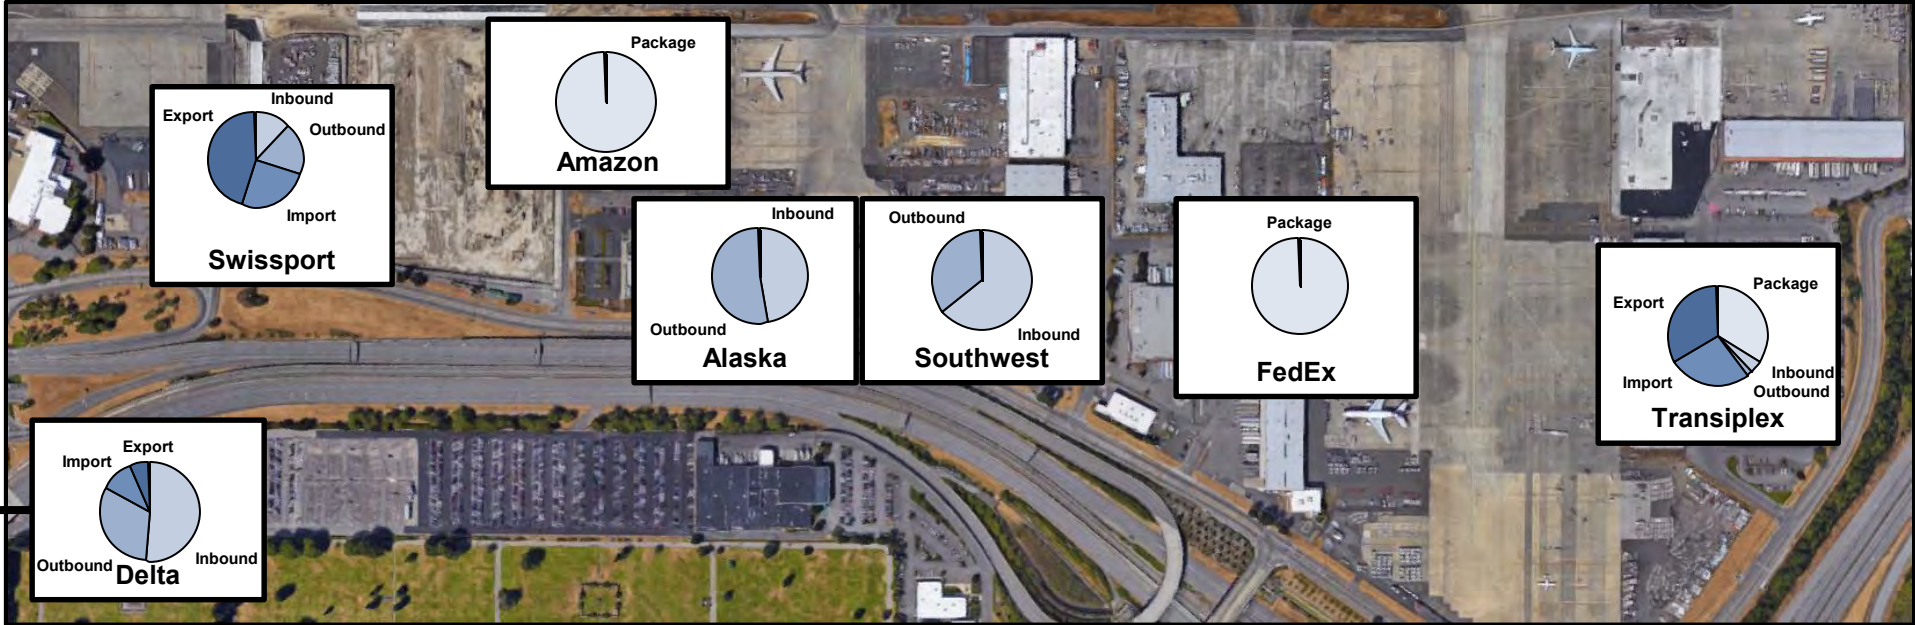 Package
Amazon
Export
Inbound
Outbound
Import
Swissport
Inbound
Outbound
Alaska
Outbound
Inbound
Southwest
Package
FedEx
Package
Export
Import
Inbound
Outbound
Transiplex
Export
Import
Outbound
Inbound
Delta